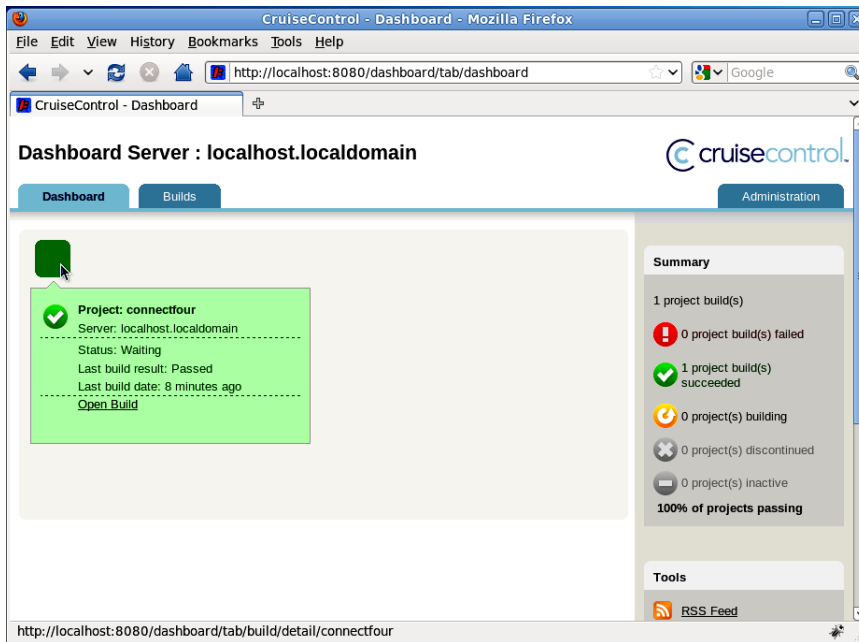 CruiseControl - Dashboard - Mozilla Firefox
File Edit View History Bookmarks Tools Help
http://localhost:8080/dashboard/tab/dashboard
Google
CruiseControl - Dashboard
Dashboard Server : localhost.localdomain
cruisecontrol
Dashboard
Builds
Administration
Project: connectfour
Server: localhost.localdomain
Status: Waiting
Last build result: Passed
Last build date: 8 minutes ago
Open Build
Summary
1 project build(s)
0 project build(s) failed
1 project build(s)
succeeded
0 project(s) building
0 project(s) discontinued
0 project(s) inactive
100% of projects passing
Tools
RSS Feed
http://localhost:8080/dashboard/tab/build/detail/connectfour